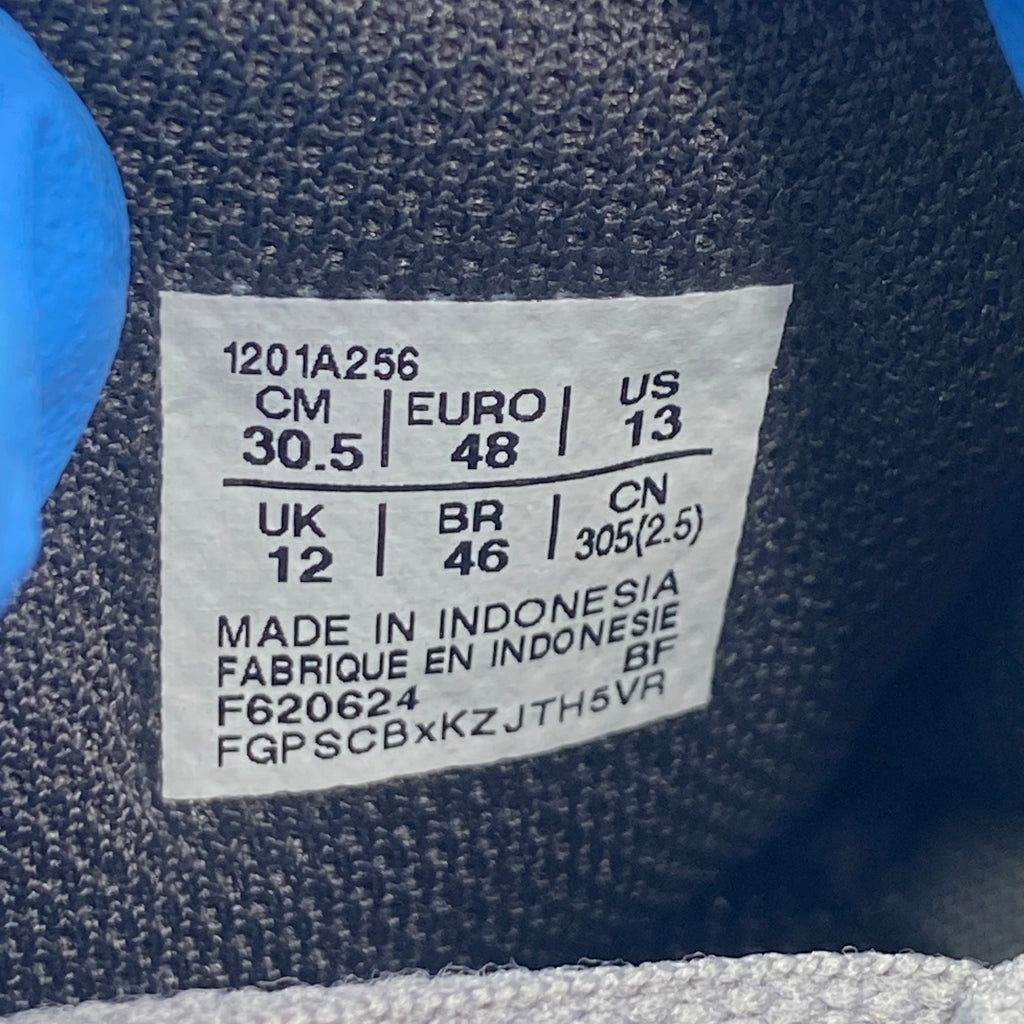 1201A256
CM | EURO | US
30.5 | 48 | 13
UK | BR | CN
12 | 46 | 305(2.5)
MADE IN INDONESIA
FABRIQUE EN INDONESIE
F620624 BF
FGPSCBxKZJTH5VR